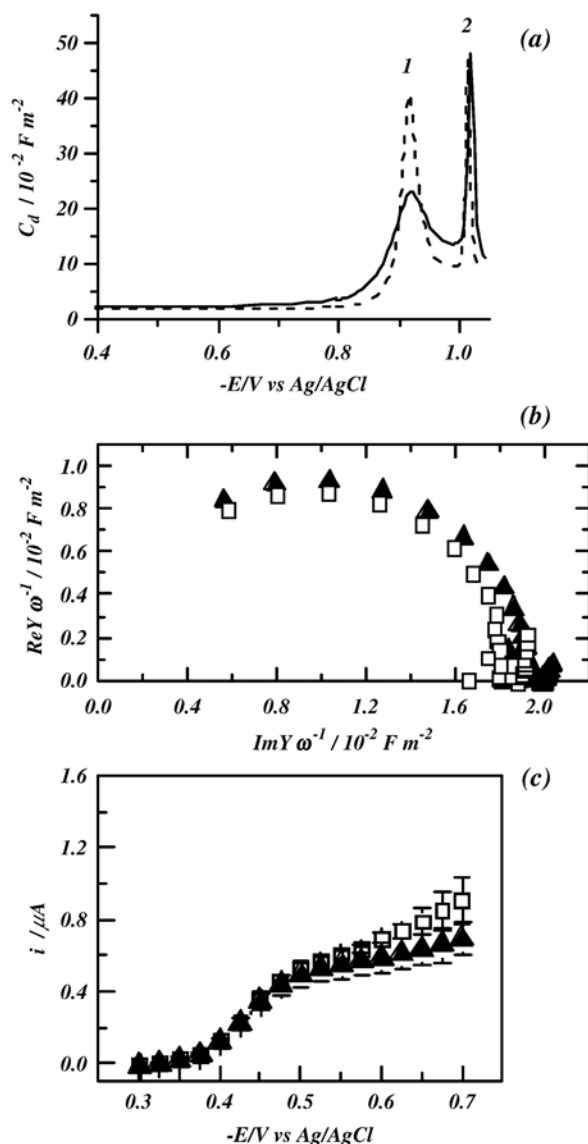 (a)
50
40
30
20
10
0
C_d / 10⁻² F m⁻²
1
2
0.4 0.6 0.8 1.0
-E/V vs Ag/AgCl
(b)
1.0
0.8
0.6
0.4
0.2
0.0
ReY ω⁻¹ / 10⁻² F m⁻²
0.0 0.4 0.8 1.2 1.6 2.0
ImY ω⁻¹ / 10⁻² F m⁻²
(c)
1.6
1.2
0.8
0.4
0.0
i / μA
0.3 0.4 0.5 0.6 0.7
-E/V vs Ag/AgCl